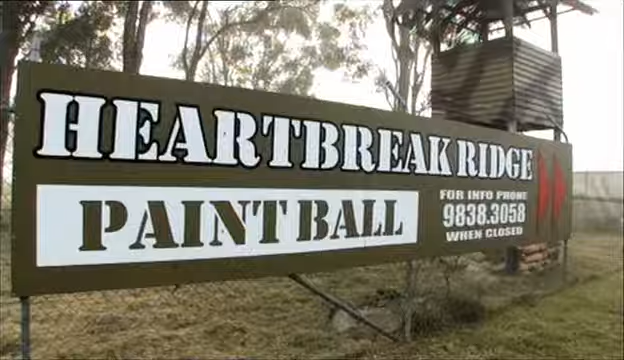 HEARTBREAK RIDGE
PAINTBALL
FOR INFO PHONE
9838.3058
WHEN CLOSED